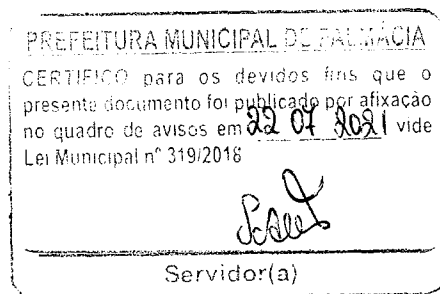 PREFEITURA MUNICIPAL DE PALMÁCIA
CERTIFICO para os devidos fins que o
presente documento foi publicado por afixação
no quadro de avisos em 22 07 2021 vide
Lei Municipal nº 319/2018
Servidor(a)